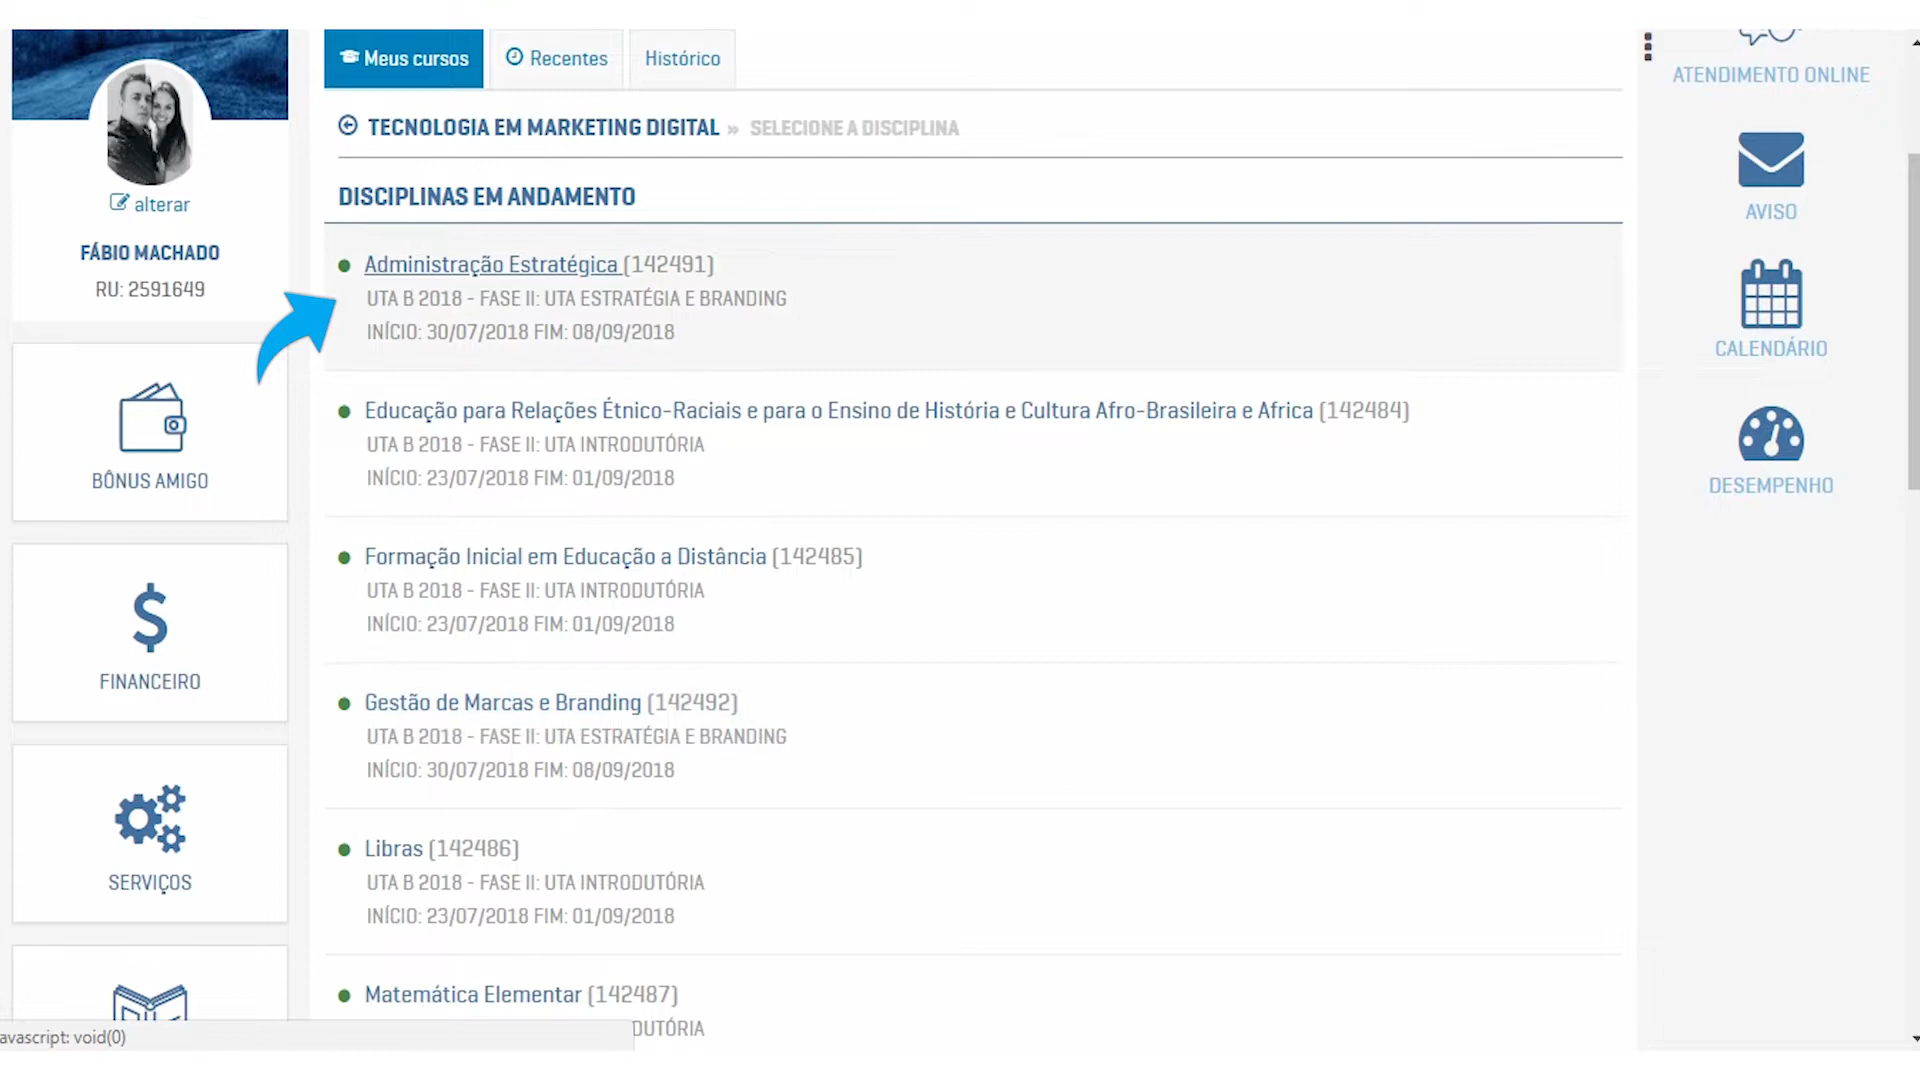 Meus cursos
Recentes
Histórico
TECNOLOGIA EM MARKETING DIGITAL » SELECIONE A DISCIPLINA
DISCIPLINAS EM ANDAMENTO
Administração Estratégica (142491)
UTA B 2018 - FASE II: UTA ESTRATÉGIA E BRANDING
INÍCIO: 30/07/2018 FIM: 08/09/2018
Educação para Relações Étnico-Raciais e para o Ensino de História e Cultura Afro-Brasileira e Africa (142484)
UTA B 2018 - FASE II: UTA INTRODUTÓRIA
INÍCIO: 23/07/2018 FIM: 01/09/2018
Formação Inicial em Educação a Distância (142485)
UTA B 2018 - FASE II: UTA INTRODUTÓRIA
INÍCIO: 23/07/2018 FIM: 01/09/2018
Gestão de Marcas e Branding (142492)
UTA B 2018 - FASE II: UTA ESTRATÉGIA E BRANDING
INÍCIO: 30/07/2018 FIM: 08/09/2018
Libras (142486)
UTA B 2018 - FASE II: UTA INTRODUTÓRIA
INÍCIO: 23/07/2018 FIM: 01/09/2018
Matemática Elementar (142487)
DUTÓRIA
alterar
FÁBIO MACHADO
RU: 2591649
BÔNUS AMIGO
FINANCEIRO
SERVIÇOS
avascript: void(0)
ATENDIMENTO ONLINE
AVISO
CALENDÁRIO
DESEMPENHO